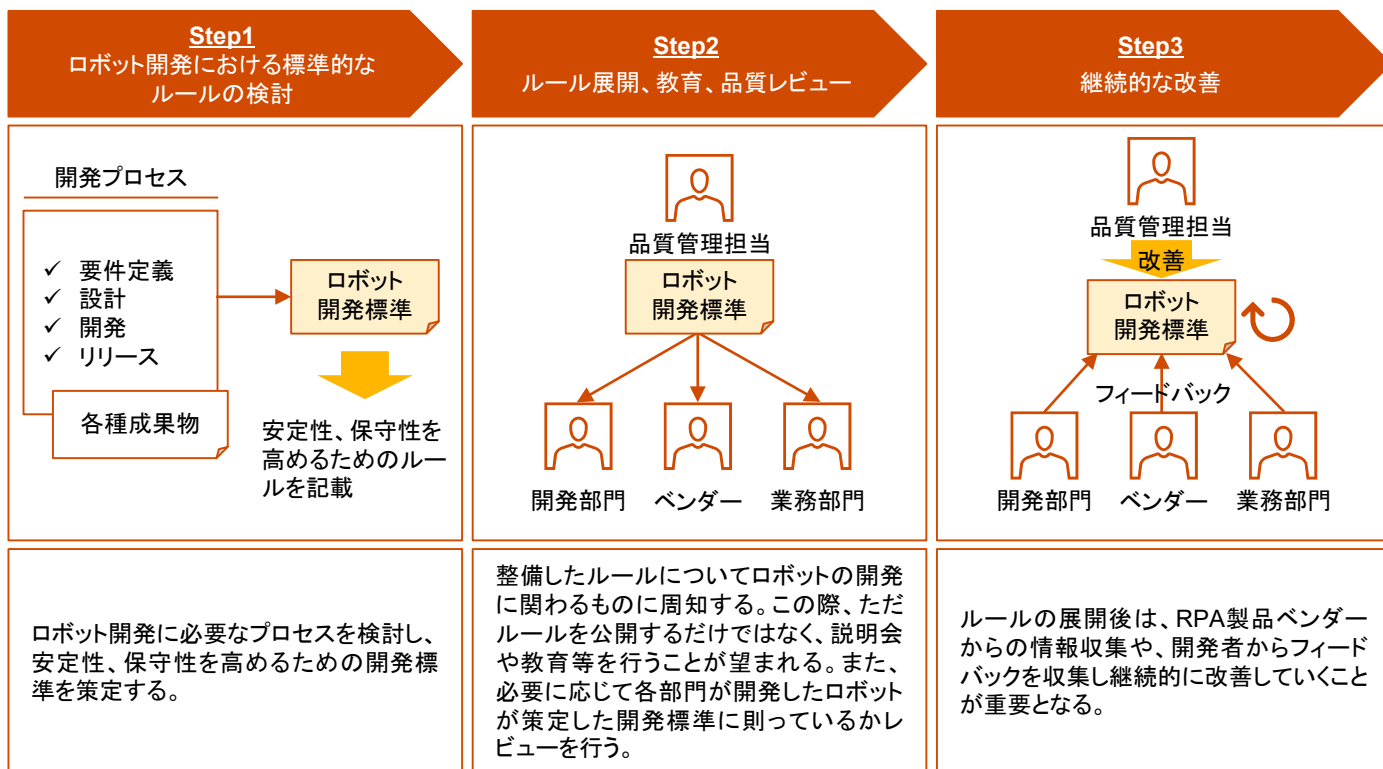 Step1
ロボット開発における標準的な
ルールの検討
Step2
ルール展開、教育、品質レビュー
Step3
継続的な改善
開発プロセス
✓ 要件定義
✓ 設計
✓ 開発
✓ リリース
各種成果物
ロボット
開発標準
安定性、保守性を
高めるためのルー
ルを記載
品質管理担当
ロボット
開発標準
開発部門
ベンダー
業務部門
品質管理担当
改善
ロボット
開発標準
フィードバック
開発部門
ベンダー
業務部門
ロボット開発に必要なプロセスを検討し、
安定性、保守性を高めるための開発標
準を策定する。
整備したルールについてロボットの開発
に関わるものに周知する。この際、ただ
ルールを公開するだけではなく、説明会
や教育等を行うことが望まれる。また、
必要に応じて各部門が開発したロボット
が策定した開発標準に則っているかレ
ビューを行う。
ルールの展開後は、RPA製品ベンダー
からの情報収集や、開発者からフィード
バックを収集し継続的に改善していくこと
が重要となる。